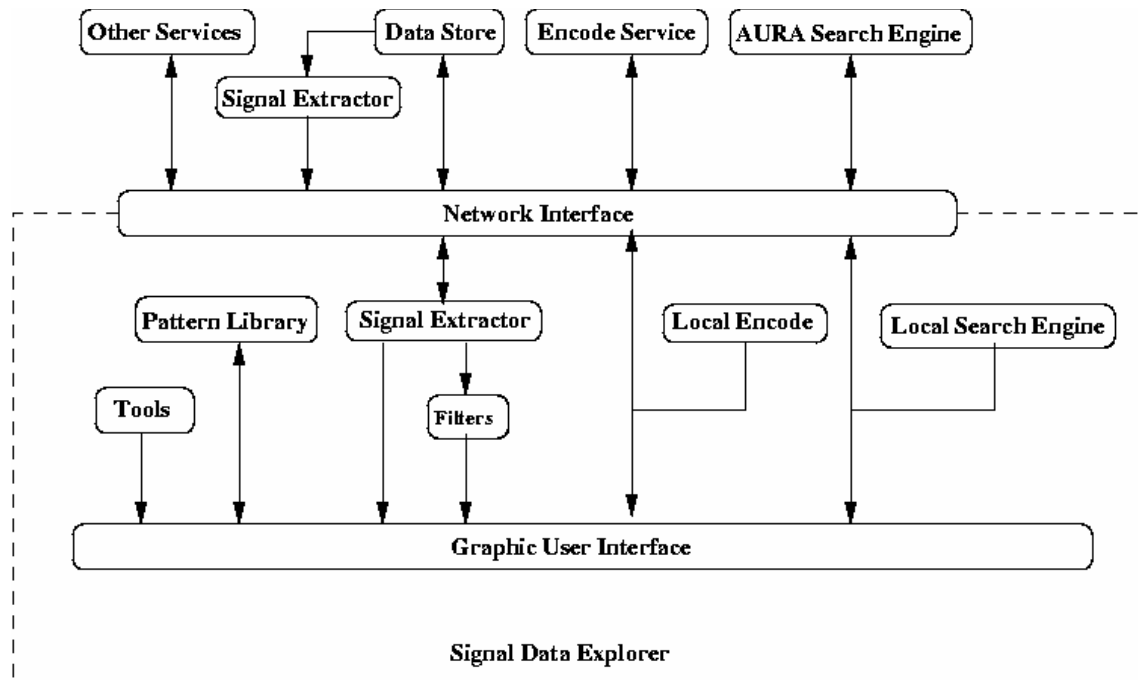 Other Services
Data Store
Encode Service
AURA Search Engine
Signal Extractor
Network Interface
Pattern Library
Signal Extractor
Local Encode
Local Search Engine
Tools
Filters
Graphic User Interface
Signal Data Explorer